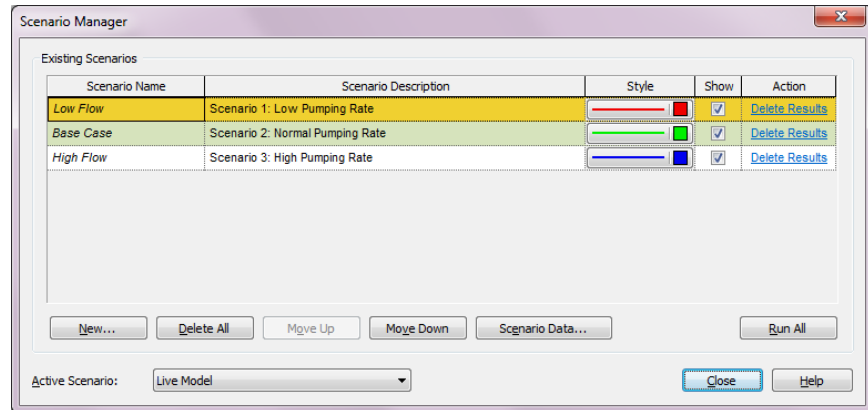 Scenario Manager
Existing Scenarios
Scenario Name Scenario Description Style Show Action
Low Flow Scenario 1: Low Pumping Rate Delete Results
Base Case Scenario 2: Normal Pumping Rate Delete Results
High Flow Scenario 3: High Pumping Rate Delete Results
New... Delete All Move Up Move Down Scenario Data... Run All
Active Scenario: Live Model Close Help